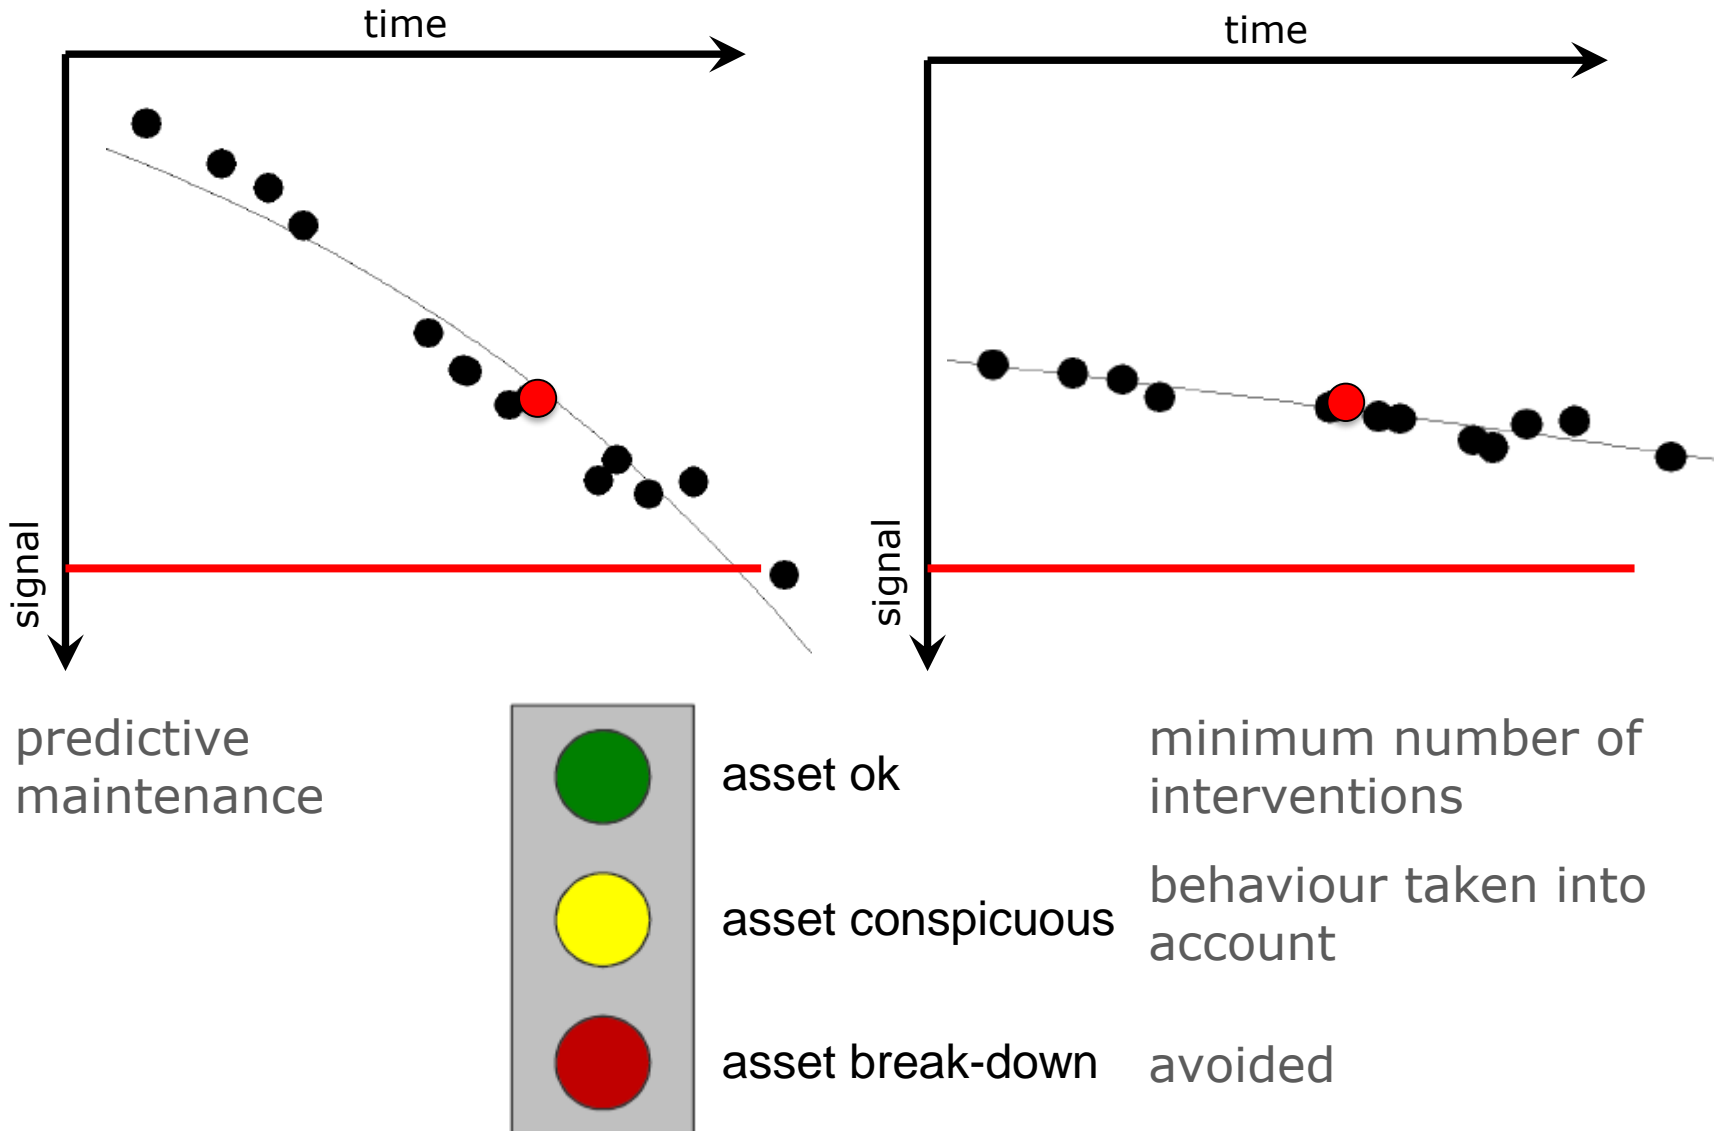 time
time
signal
signal
predictive
maintenance
asset ok
minimum number of
interventions
asset conspicuous
behaviour taken into
account
asset break-down
avoided